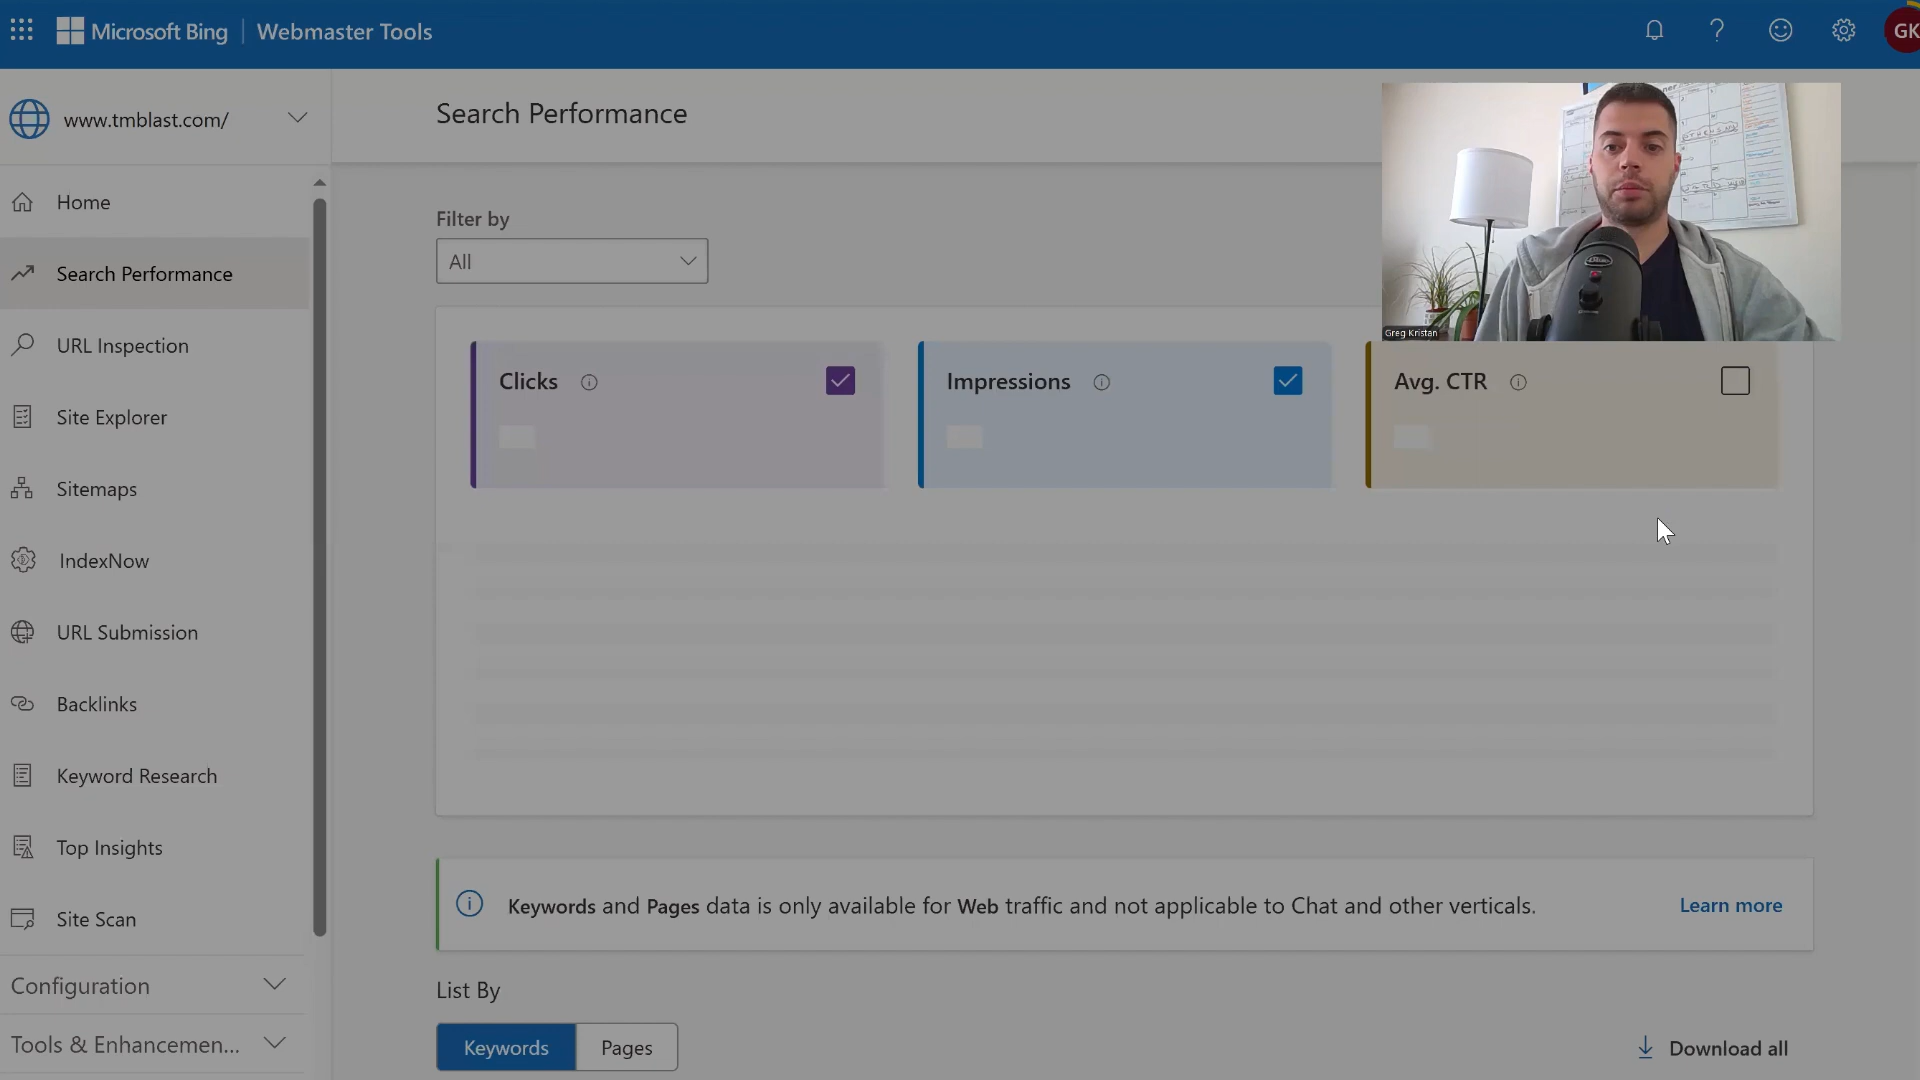 Microsoft Bing | Webmaster Tools
GK
www.tmblast.com/
Home
Search Performance
URL Inspection
Site Explorer
Sitemaps
IndexNow
URL Submission
Backlinks
Keyword Research
Top Insights
Site Scan
Configuration
Tools & Enhancemen...
Search Performance
Filter by
All
Greg Kristan
Clicks
Impressions
Avg. CTR
Keywords and Pages data is only available for Web traffic and not applicable to Chat and other verticals.
Learn more
List By
Keywords
Pages
Download all